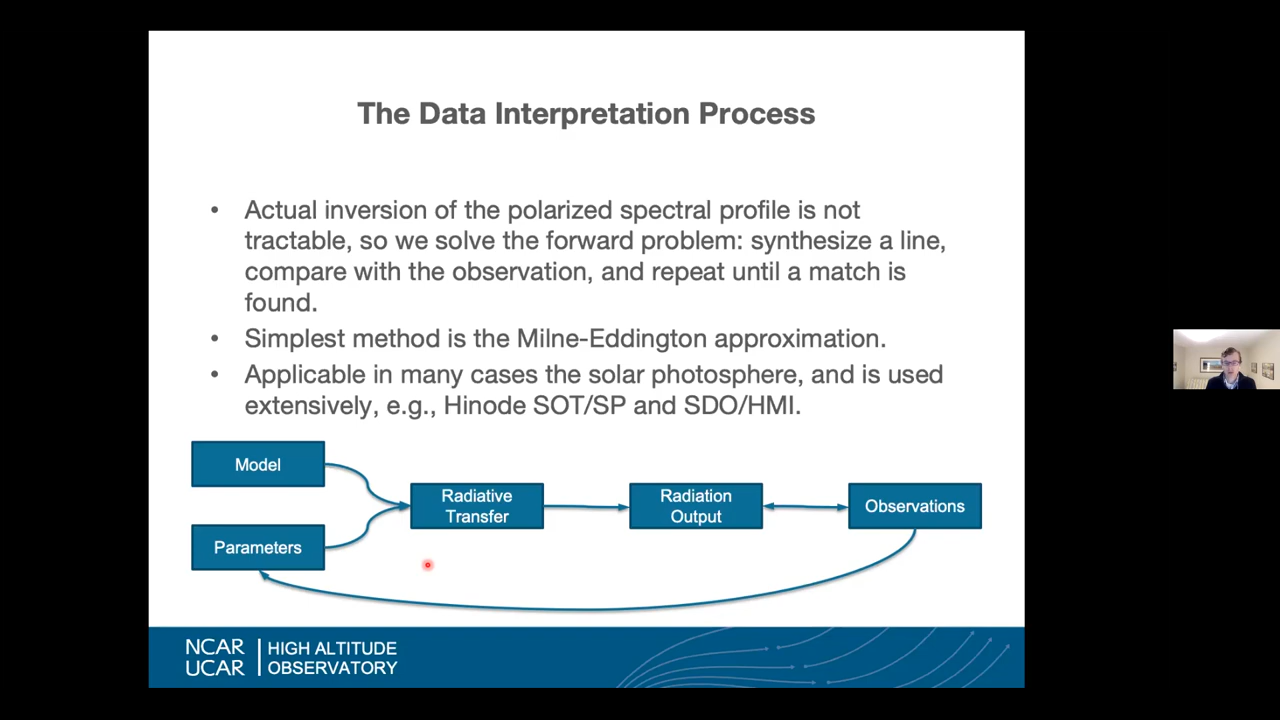 The Data Interpretation Process
• Actual inversion of the polarized spectral profile is not
tractable, so we solve the forward problem: synthesize a line,
compare with the observation, and repeat until a match is
found.
• Simplest method is the Milne-Eddington approximation.
• Applicable in many cases the solar photosphere, and is used
extensively, e.g., Hinode SOT/SP and SDO/HMI.
Model
Parameters
Radiative
Transfer
Radiation
Output
Observations
NCAR
UCAR
HIGH ALTITUDE
OBSERVATORY